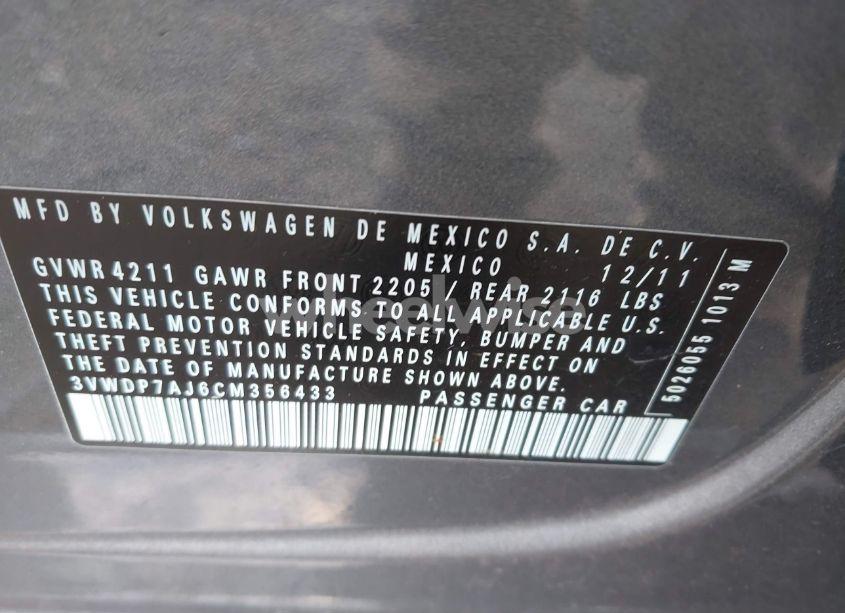 MFD BY VOLKSWAGEN DE MEXICO S.A. DE C.V.
MEXICO 12/11
GVWR 4211 GAWR FRONT 2205 / REAR 2116 LBS
THIS VEHICLE CONFORMS TO ALL APPLICABLE U.S.
FEDERAL MOTOR VEHICLE SAFETY, BUMPER AND
THEFT PREVENTION STANDARDS IN EFFECT ON
THE DATE OF MANUFACTURE SHOWN ABOVE.
3VWDP7AJ6CM356433 PASSENGER CAR
5026055 1013 M
wheelwise